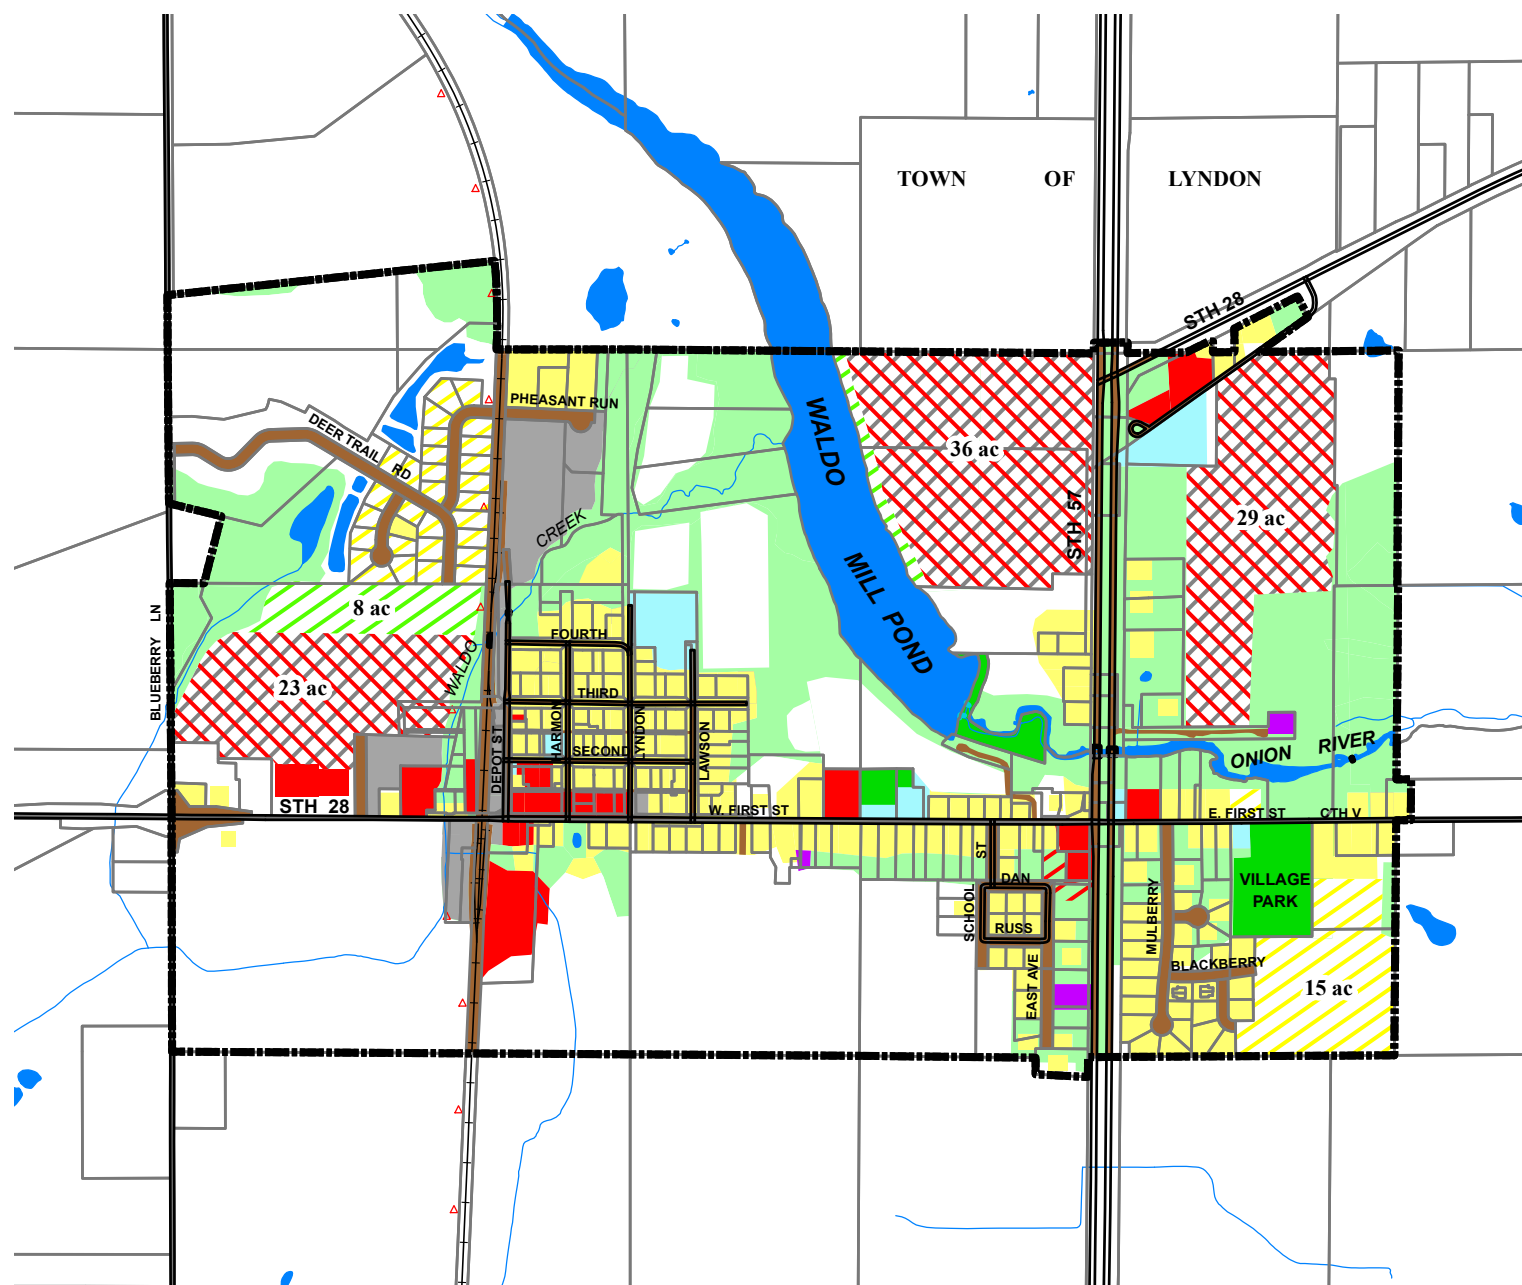 TOWN OF LYNDON
STH 28
PHEASANT RUN
DEER TRAIL
RD
WALDO
MILL POND
36 ac
STH 57
29 ac
CREEK
8 ac
BLUEBERRY LN
FOURTH
WALDO
23 ac
THIRD
HARMON
LYNDON
SECOND
LAWSON
DEPOT ST
ONION RIVER
STH 28
W. FIRST ST
E. FIRST ST
CTH V
SCHOOL ST
DAN
RUSS
EAST AVE
MULBERRY
VILLAGE
PARK
BLACKBERRY
15 ac